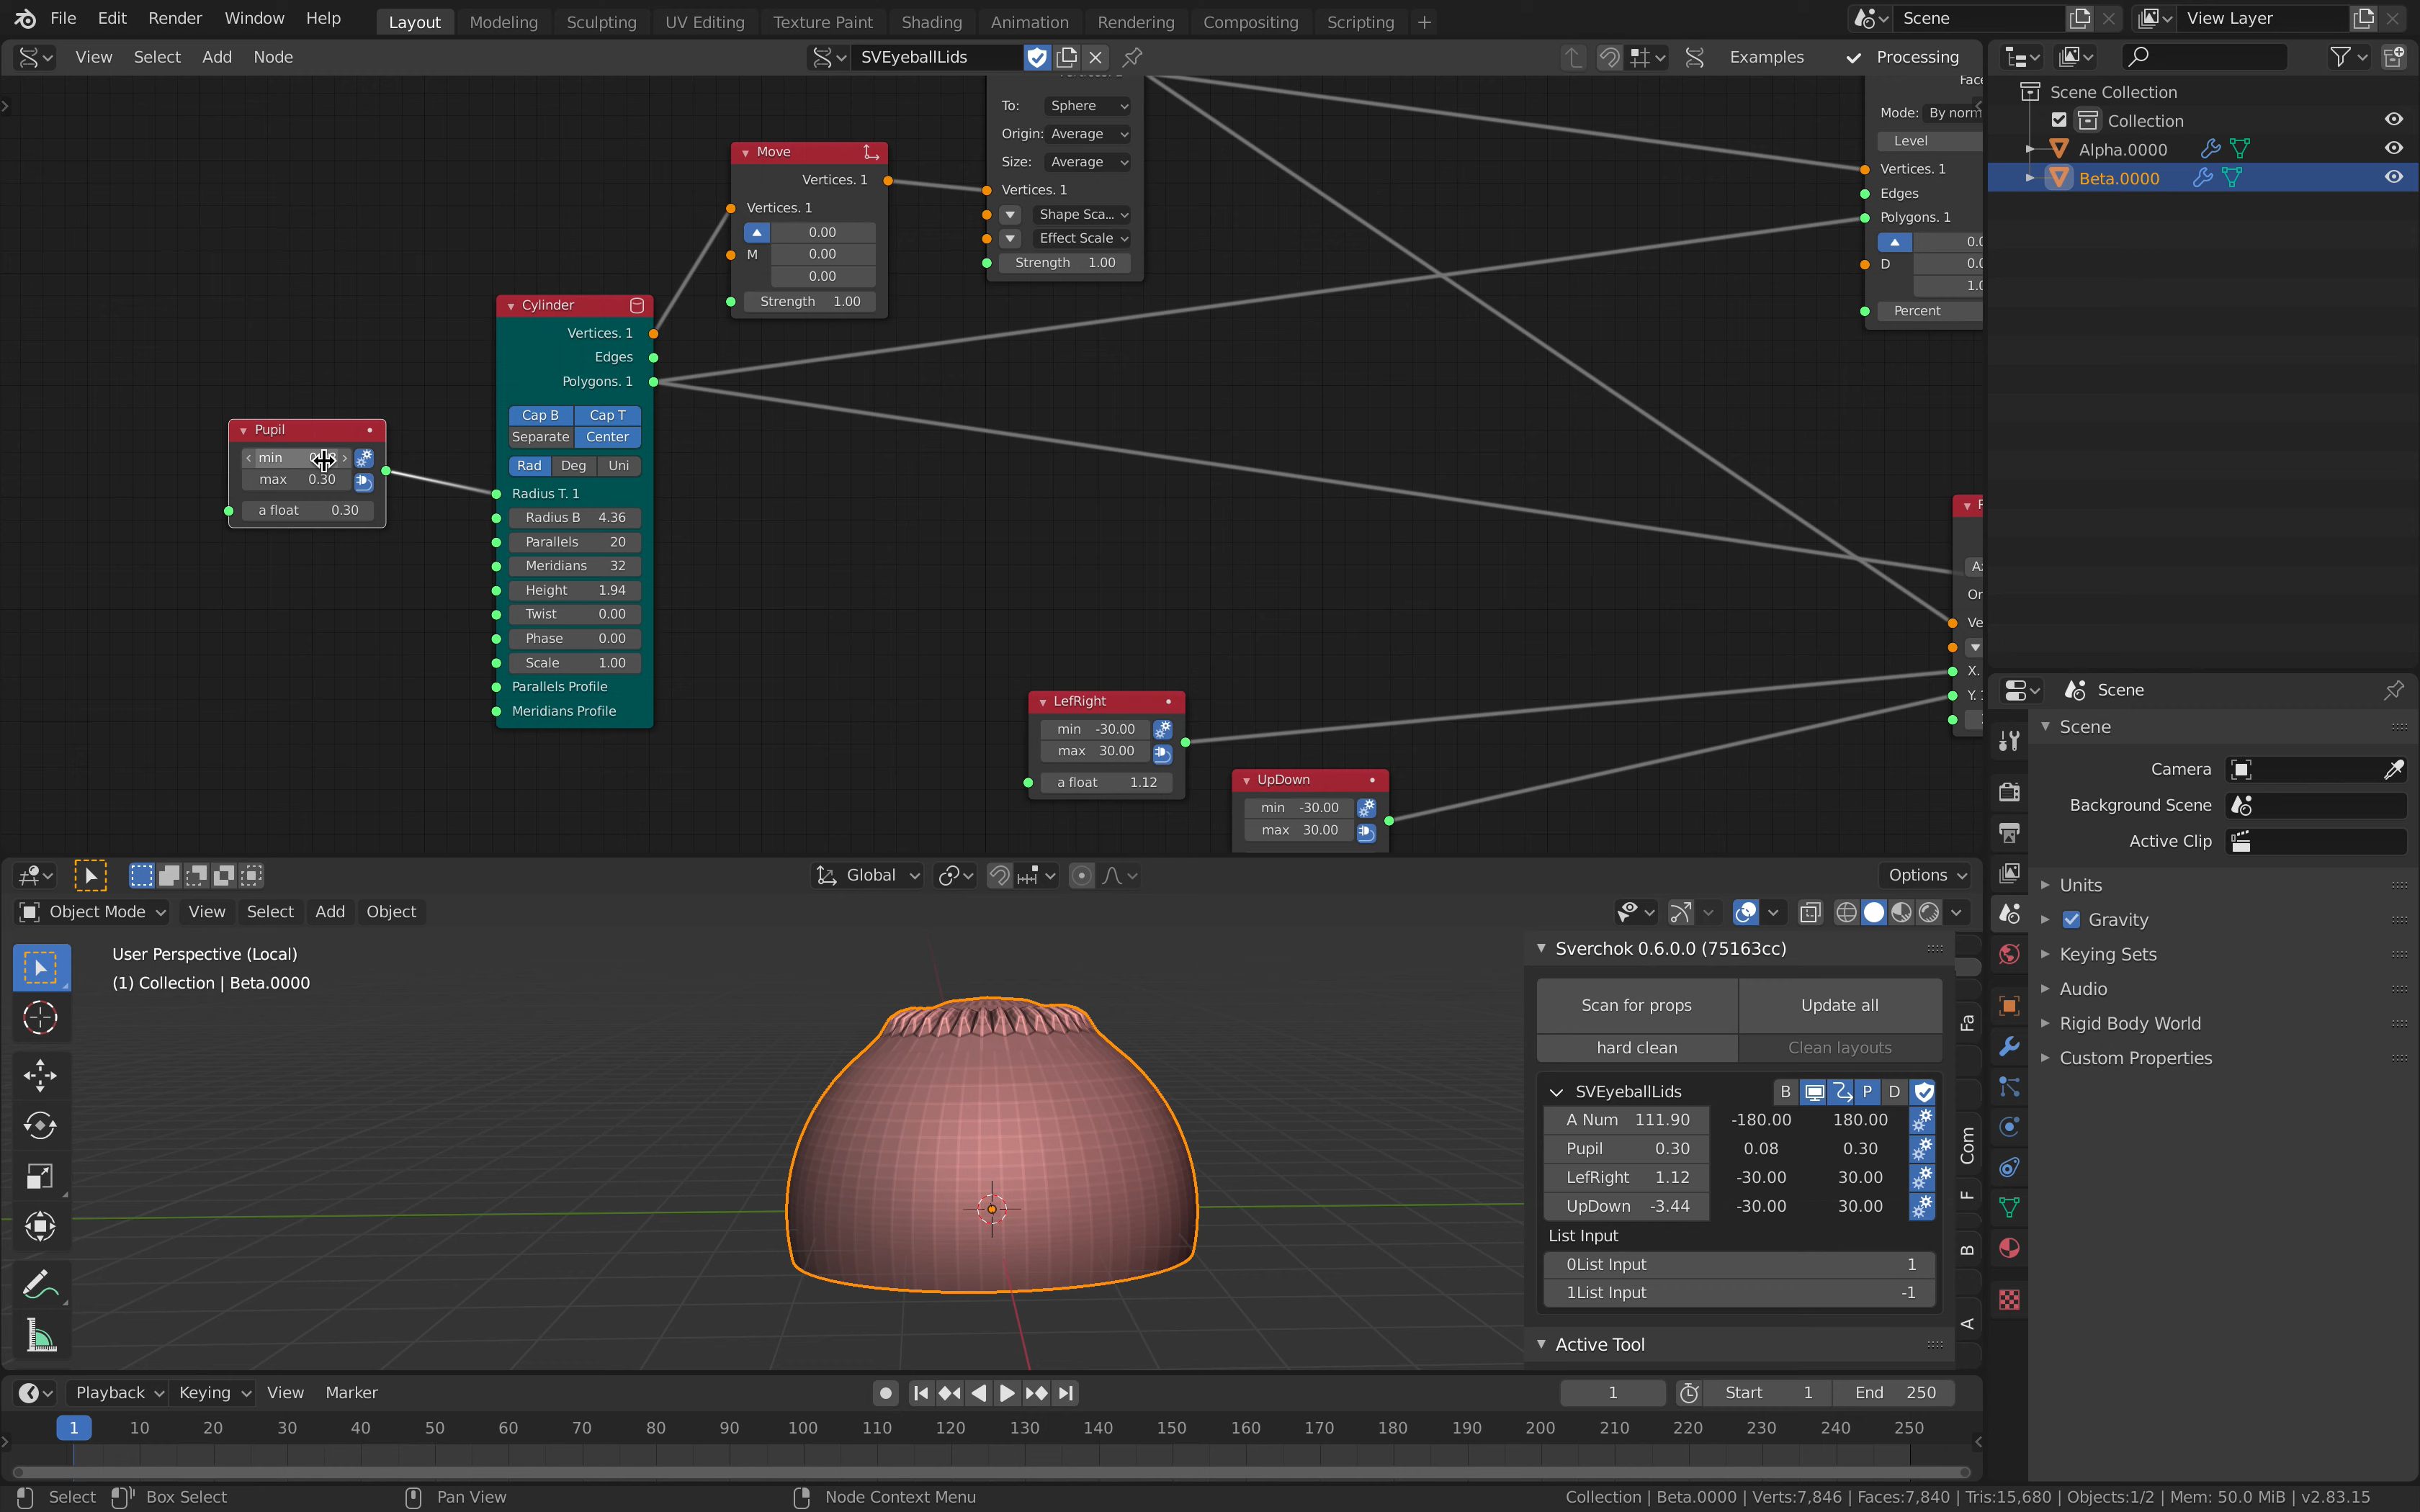 File Edit Render Window Help Layout Modeling Sculpting UV Editing Texture Paint Shading Animation Rendering Compositing Scripting + Scene View Layer
View Select Add Node SVEyeballLids Examples Processing
To: Sphere
Origin: Average
Size: Average
Vertices. 1
Shape Sca...
Effect Scale
Strength 1.00
Move
Vertices. 1
Vertices. 1
0.00
M 0.00
0.00
Strength 1.00
Cylinder
Vertices. 1
Edges
Polygons. 1
Cap B Cap T
Separate Center
Rad Deg Uni
Radius T. 1
Radius B 4.36
Parallels 20
Meridians 32
Height 1.94
Twist 0.00
Phase 0.00
Scale 1.00
Parallels Profile
Meridians Profile
Pupil
min
max 0.30
a float 0.30
LefRight
min -30.00
max 30.00
a float 1.12
UpDown
min -30.00
max 30.00
Mode: By norm
Level
Vertices. 1
Edges
Polygons. 1
D
Percent
X.
Y.
Scene Collection
Collection
Alpha.0000
Beta.0000
Scene
Scene
Camera
Background Scene
Active Clip
Units
Gravity
Keying Sets
Audio
Rigid Body World
Custom Properties
Global Options
Object Mode View Select Add Object
User Perspective (Local)
(1) Collection | Beta.0000
Sverchok 0.6.0.0 (75163cc)
Scan for props Update all
hard clean Clean layouts
SVEyeballLids B P D
A Num 111.90 -180.00 180.00
Pupil 0.30 0.08 0.30
LefRight 1.12 -30.00 30.00
UpDown -3.44 -30.00 30.00
List Input
0List Input 1
1List Input -1
Active Tool
Fa
Com
F
B
A
Playback Keying View Marker 1 Start 1 End 250
1 10 20 30 40 50 60 70 80 90 100 110 120 130 140 150 160 170 180 190 200 210 220 230 240 250
Select Box Select Pan View Node Context Menu Collection | Beta.0000 | Verts:7,846 | Faces:7,840 | Tris:15,680 | Objects:1/2 | Mem: 50.0 MiB | v2.83.15